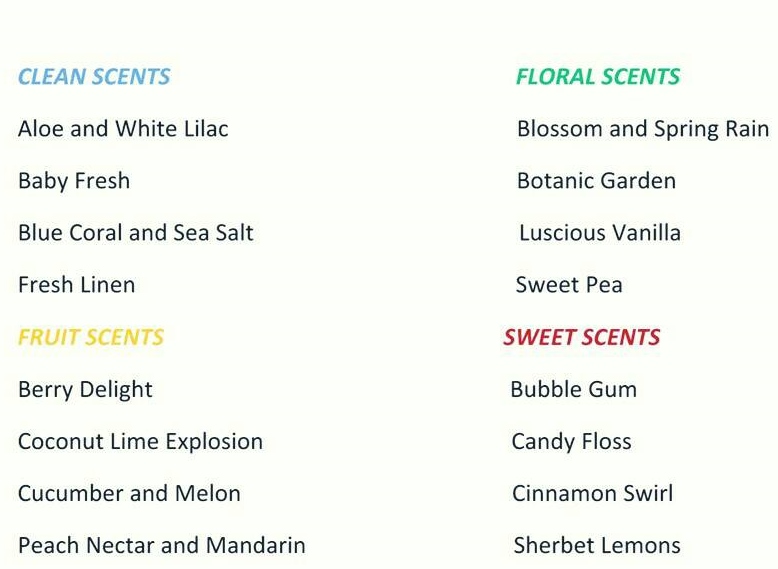 CLEAN SCENTS
Aloe and White Lilac
Baby Fresh
Blue Coral and Sea Salt
Fresh Linen
FRUIT SCENTS
Berry Delight
Coconut Lime Explosion
Cucumber and Melon
Peach Nectar and Mandarin
FLORAL SCENTS
Blossom and Spring Rain
Botanic Garden
Luscious Vanilla
Sweet Pea
SWEET SCENTS
Bubble Gum
Candy Floss
Cinnamon Swirl
Sherbet Lemons